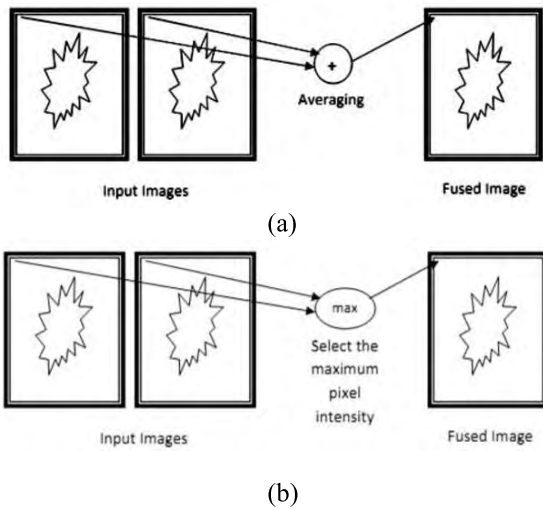 +
Averaging
Input Images
Fused Image
(a)
max
Select the
maximum
pixel
intensity
Input Images
Fused Image
(b)